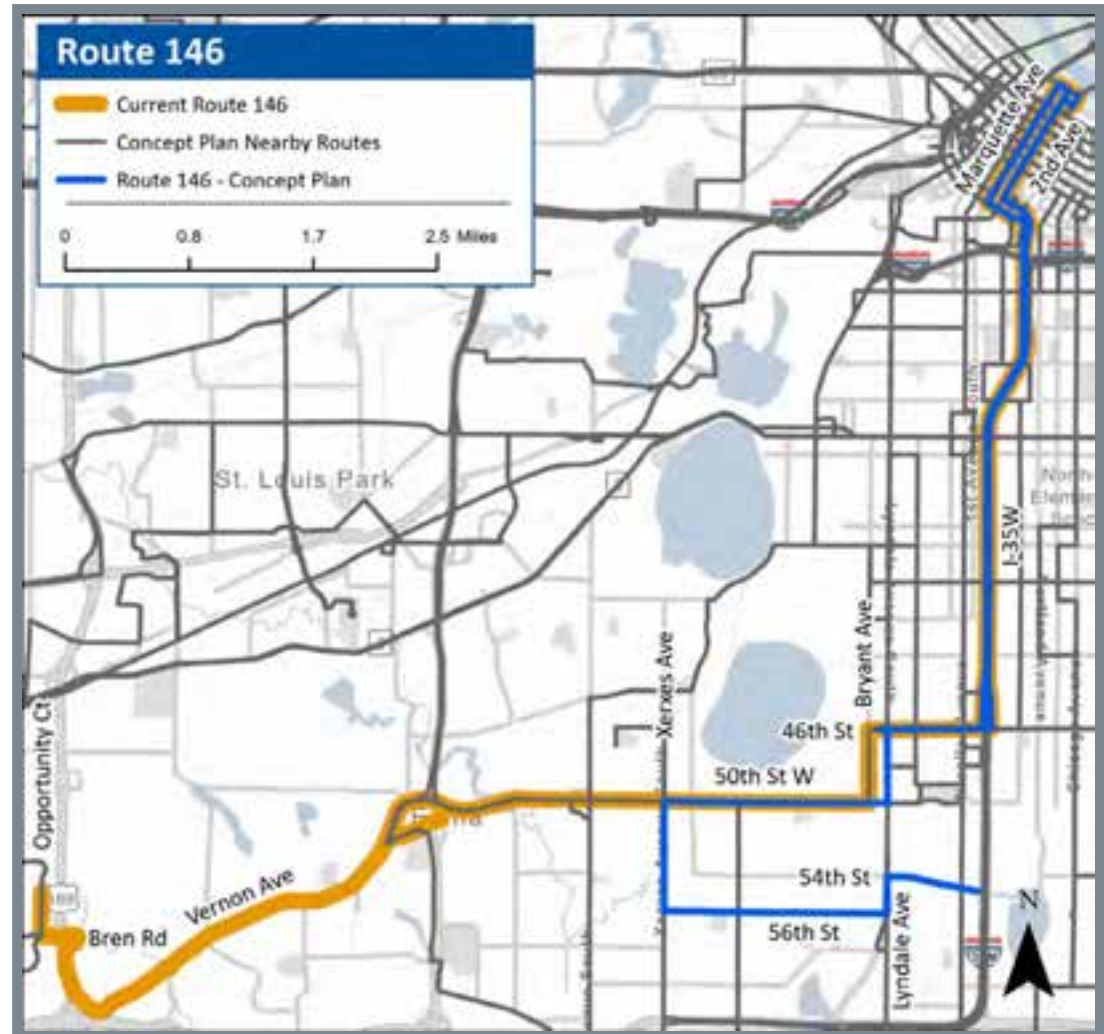 Route 146
Current Route 146
Concept Plan Nearby Routes
Route 146 - Concept Plan
0 0.8 1.7 2.5 Miles
Marquette Ave
2nd Ave
St. Louis Park
I-35W
Xerxes Ave
Bryant Ave
46th St
50th St W
Opportunity Ct
Vernon Ave
Bren Rd
54th St
56th St
Lyndale Ave
N